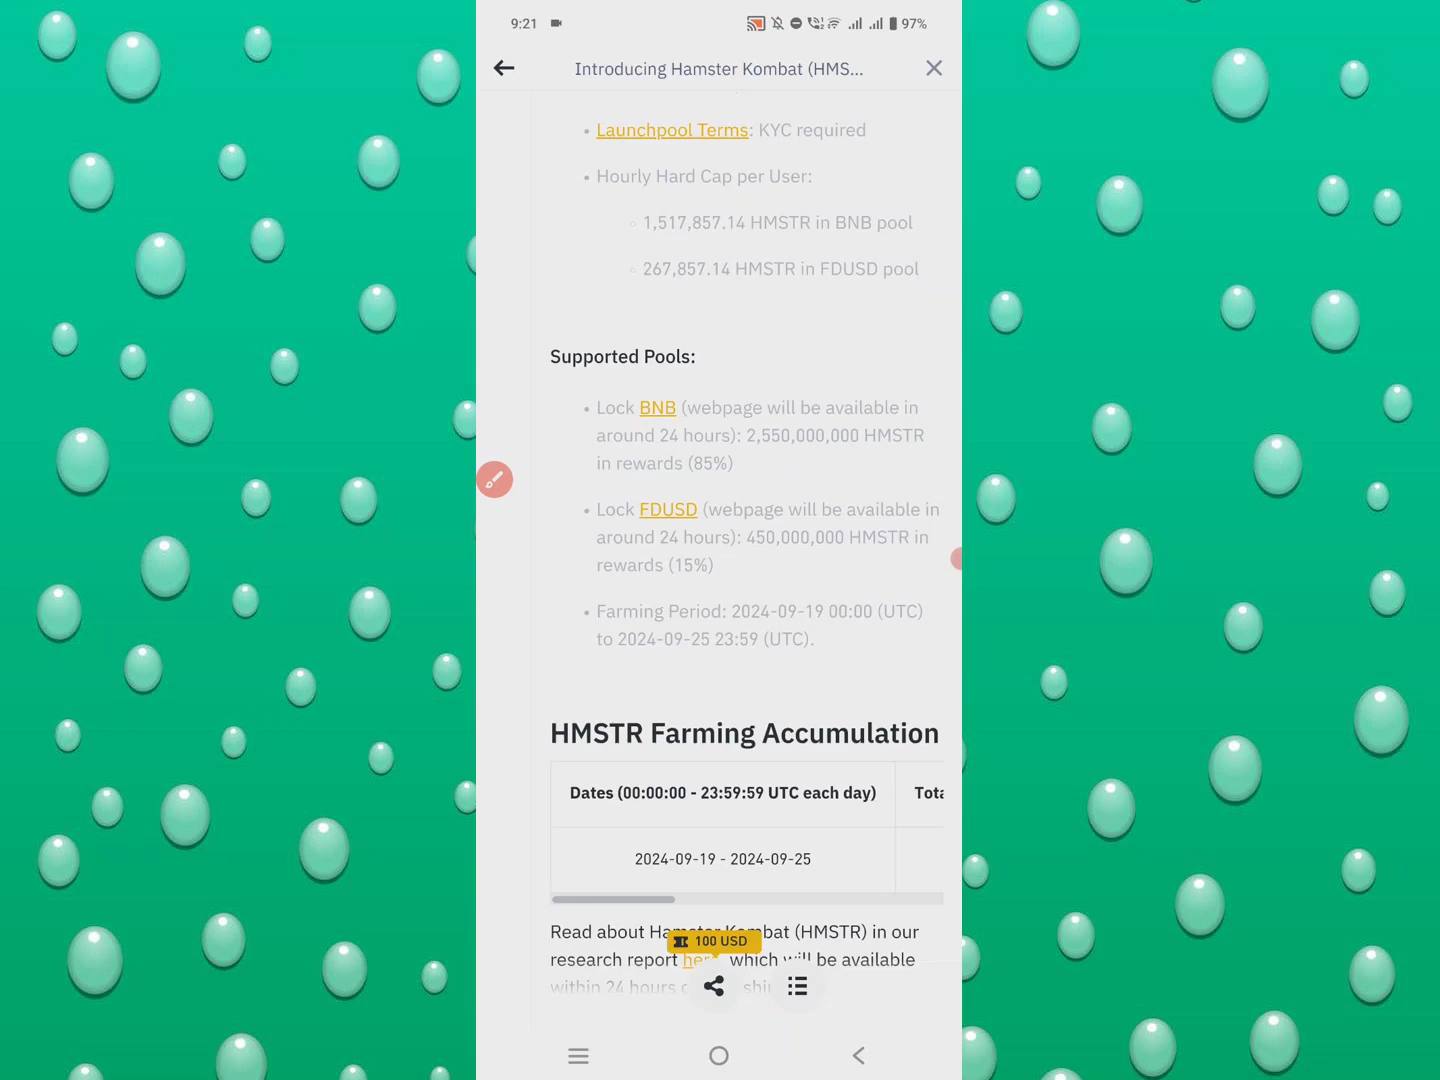 9:21
97%
Introducing Hamster Kombat (HMS...
• Launchpool Terms: KYC required
• Hourly Hard Cap per User:
◦ 1,517,857.14 HMSTR in BNB pool
◦ 267,857.14 HMSTR in FDUSD pool
Supported Pools:
• Lock BNB (webpage will be available in
around 24 hours): 2,550,000,000 HMSTR
in rewards (85%)
• Lock FDUSD (webpage will be available in
around 24 hours): 450,000,000 HMSTR in
rewards (15%)
• Farming Period: 2024-09-19 00:00 (UTC)
to 2024-09-25 23:59 (UTC).
HMSTR Farming Accumulation
Dates (00:00:00 - 23:59:59 UTC each day)
2024-09-19 - 2024-09-25
Read about Hamster Kombat (HMSTR) in our
100 USD
research report here, which will be available
within 24 hours